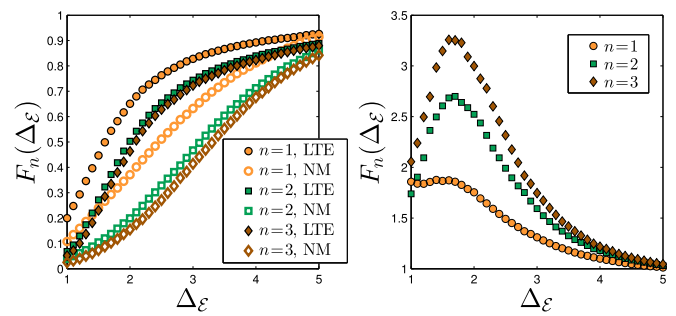 1
0.9
0.8
0.7
0.6
0.5
0.4
0.3
0.2
0.1
0
1 2 3 4 5
F_n(Δ_ℰ)
Δ_ℰ
n=1, LTE
n=1, NM
n=2, LTE
n=2, NM
n=3, LTE
n=3, NM
3.5
3
2.5
2
1.5
1
1 2 3 4 5
F_n(Δ_ℰ)
Δ_ℰ
n=1
n=2
n=3